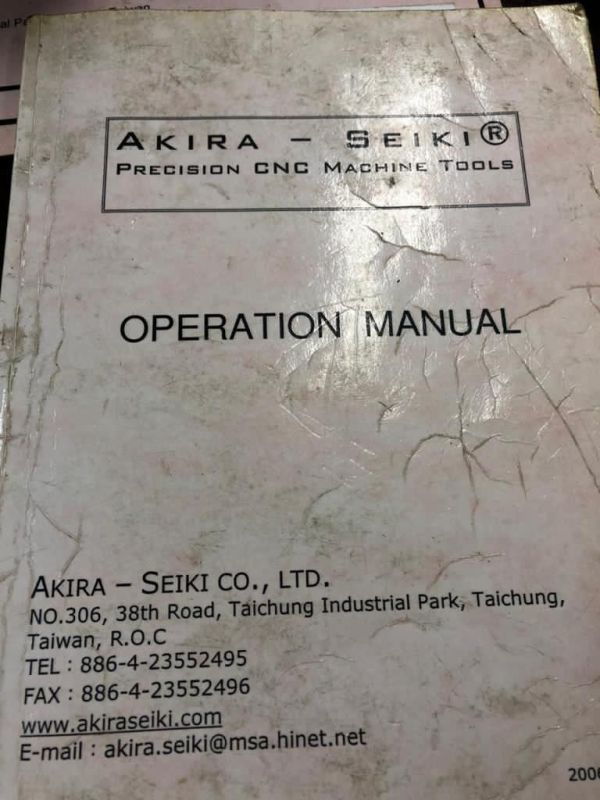 Taiwan
AKIRA – SEIKI®
PRECISION CNC MACHINE TOOLS
OPERATION MANUAL
AKIRA – SEIKI CO., LTD.
NO.306, 38th Road, Taichung Industrial Park, Taichung,
Taiwan, R.O.C
TEL : 886-4-23552495
FAX : 886-4-23552496
www.akiraseiki.com
E-mail : akira.seiki@msa.hinet.net
2006